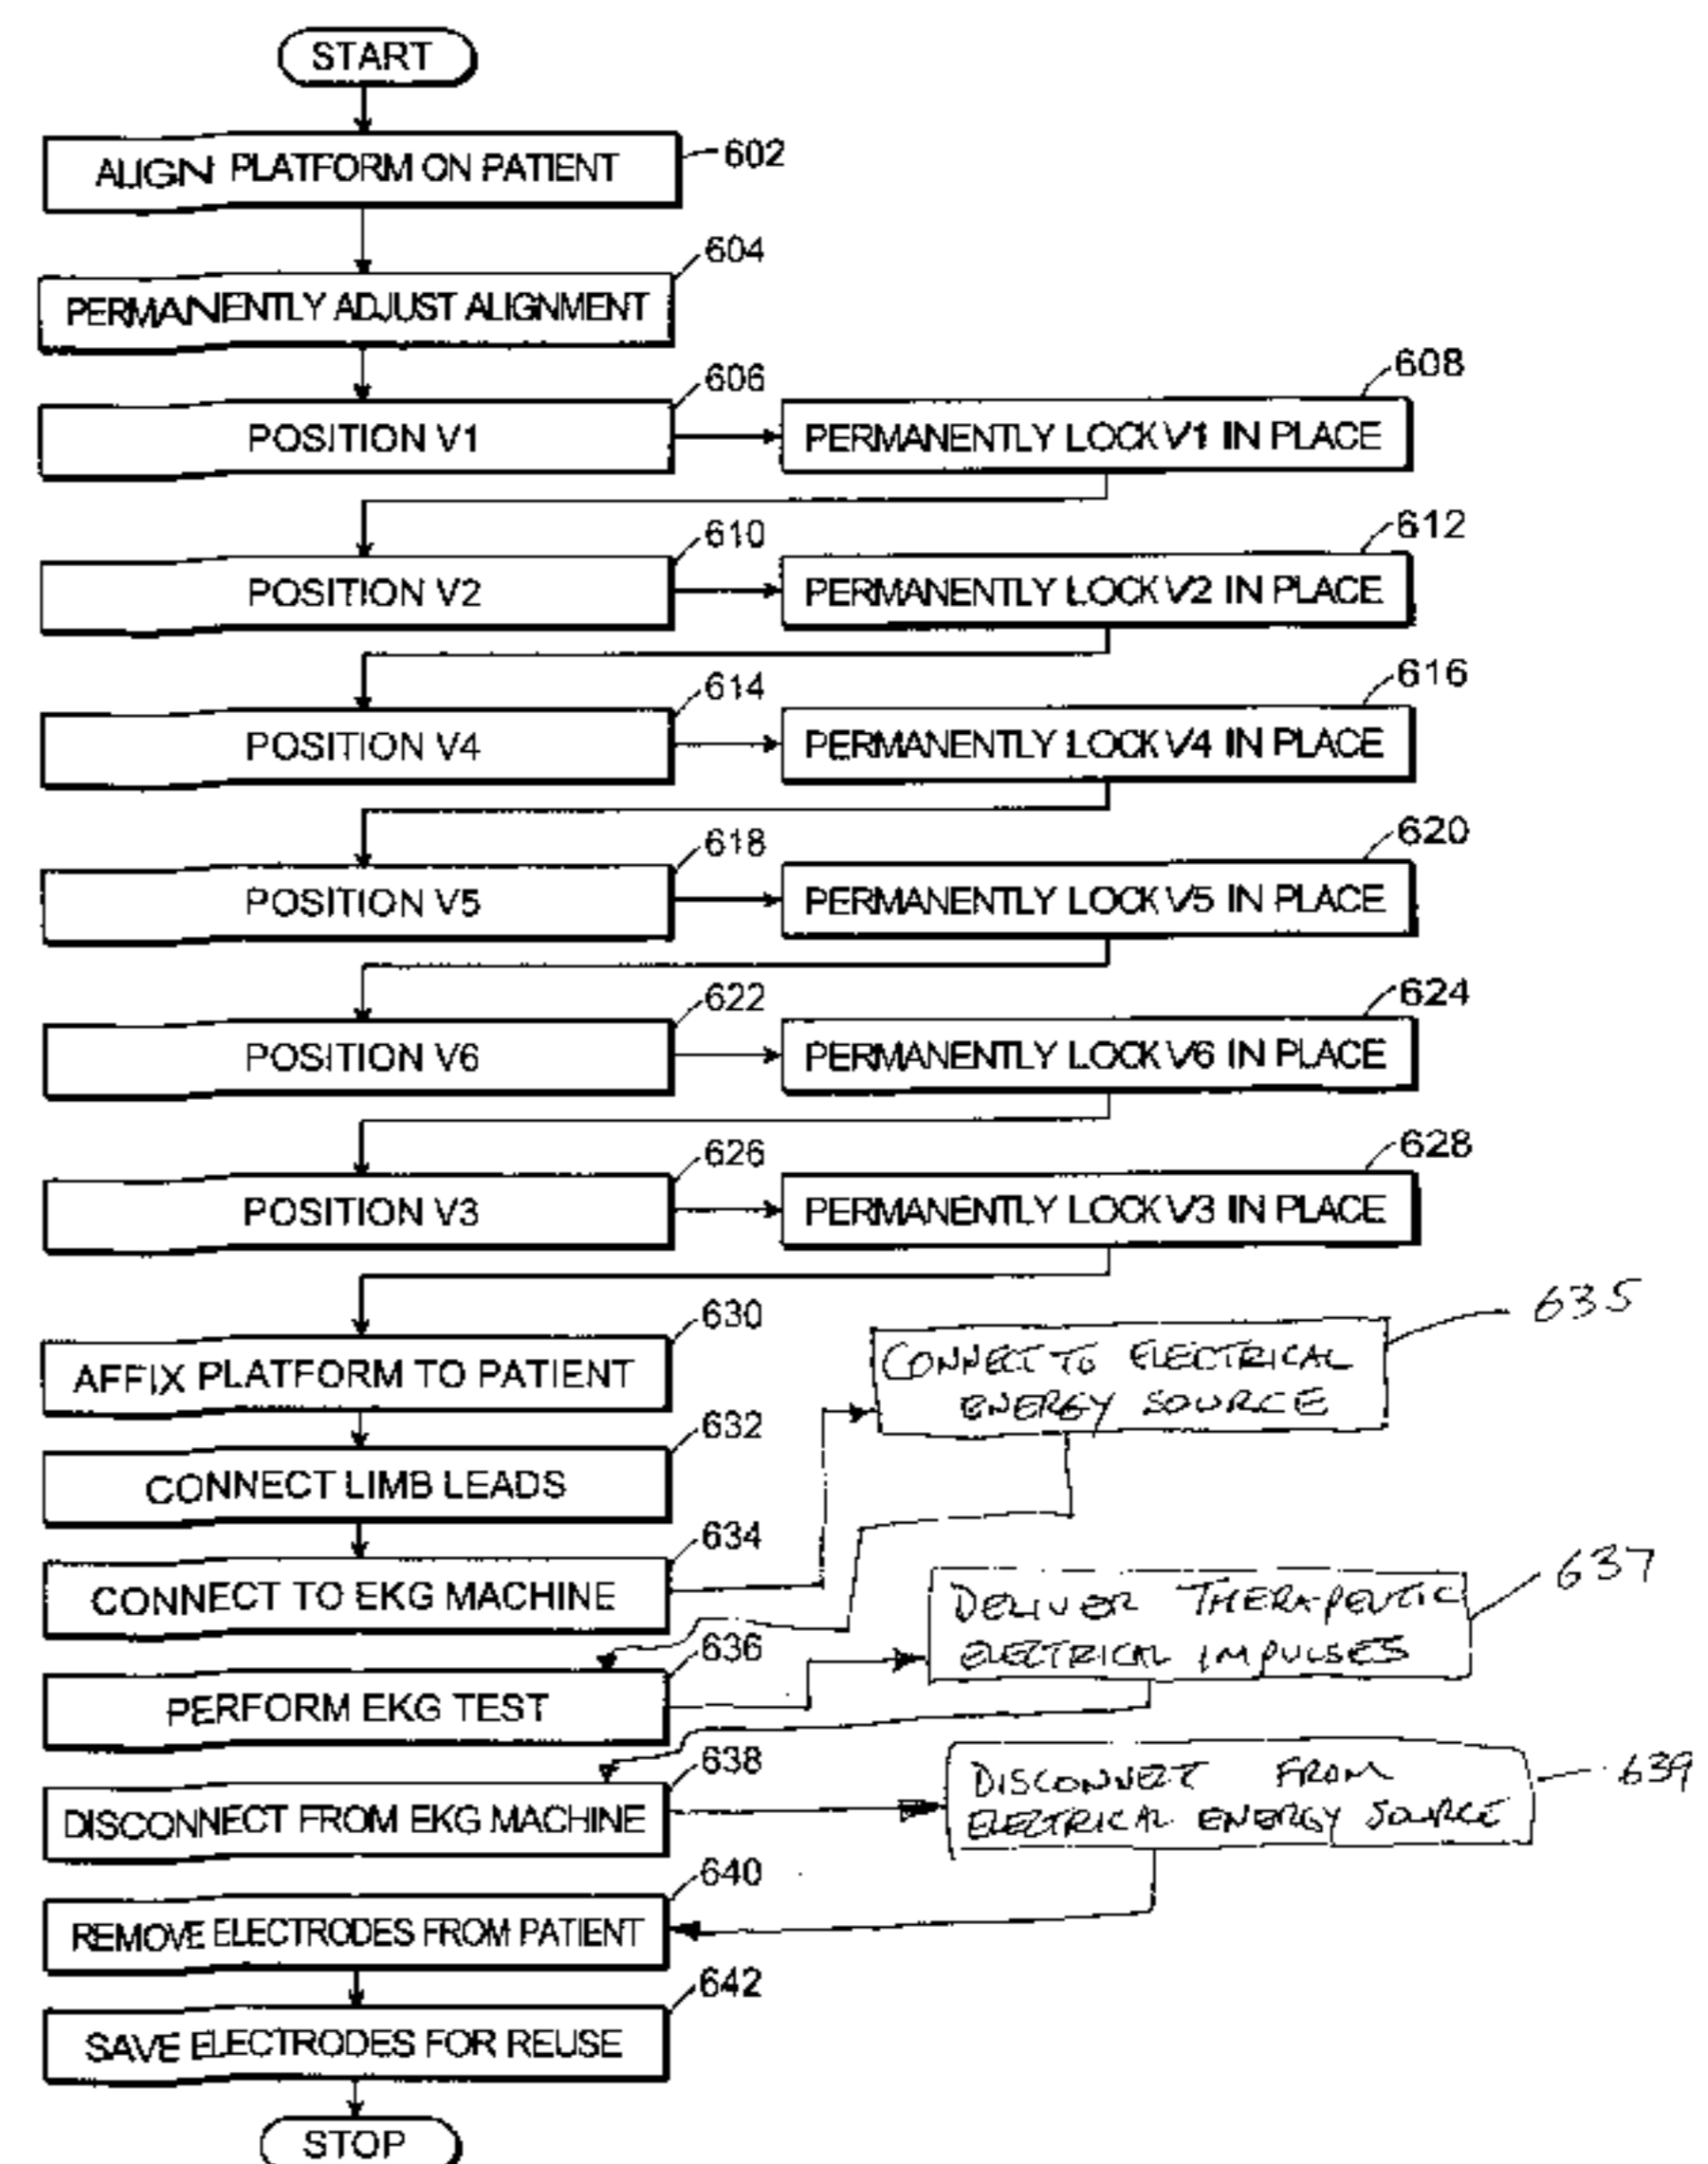 START
ALIGN PLATFORM ON PATIENT
602
604
PERMANENTLY ADJUST ALIGNMENT
606
POSITION V1
608
PERMANENTLY LOCK V1 IN PLACE
610
POSITION V2
612
PERMANENTLY LOCK V2 IN PLACE
614
POSITION V4
616
PERMANENTLY LOCK V4 IN PLACE
618
POSITION V5
620
PERMANENTLY LOCK V5 IN PLACE
622
POSITION V6
624
PERMANENTLY LOCK V6 IN PLACE
626
POSITION V3
628
PERMANENTLY LOCK V3 IN PLACE
630
AFFIX PLATFORM TO PATIENT
632
CONNECT LIMB LEADS
634
CONNECT TO EKG MACHINE
635
CONNECT TO ELECTRICAL
ENERGY SOURCE
636
PERFORM EKG TEST
637
DELIVER THERAPEUTIC
ELECTRICAL IMPULSES
638
DISCONNECT FROM EKG MACHINE
639
DISCONNECT FROM
ELECTRICAL ENERGY SOURCE
640
REMOVE ELECTRODES FROM PATIENT
642
SAVE ELECTRODES FOR REUSE
STOP